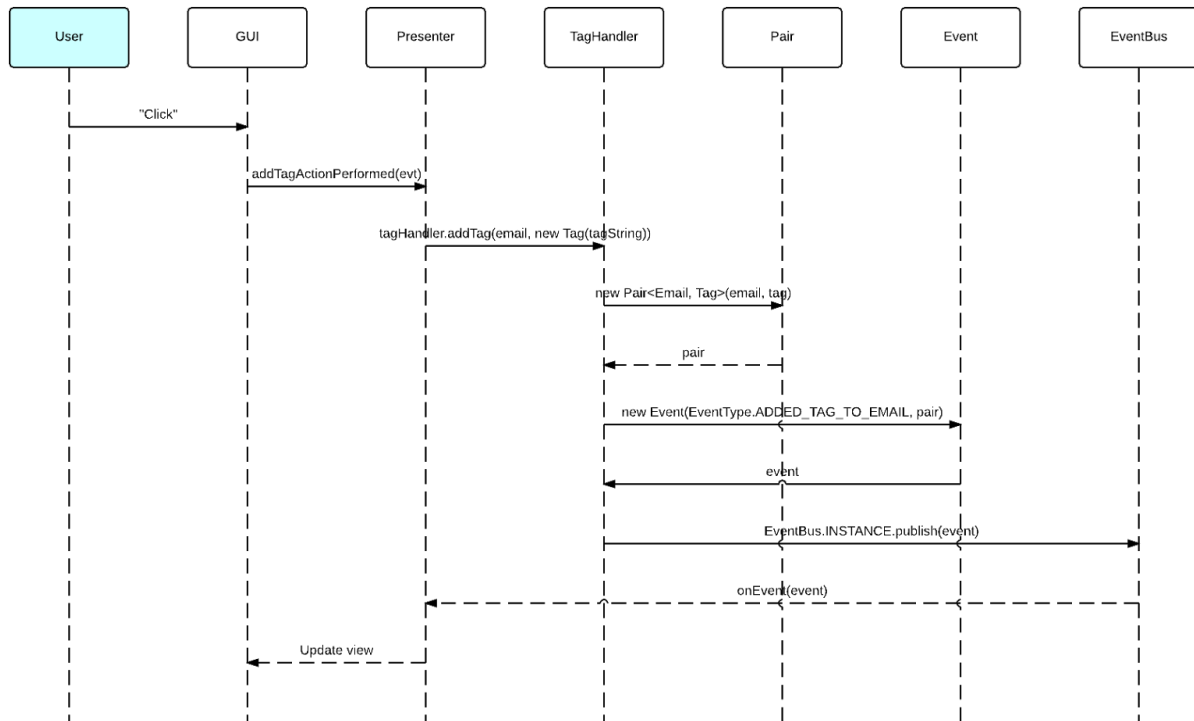 User
GUI
Presenter
TagHandler
Pair
Event
EventBus
"Click"
addTagActionPerformed(evt)
tagHandler.addTag(email, new Tag(tagString))
new Pair<Email, Tag>(email, tag)
pair
new Event(EventType.ADDED_TAG_TO_EMAIL, pair)
event
EventBus.INSTANCE.publish(event)
onEvent(event)
Update view